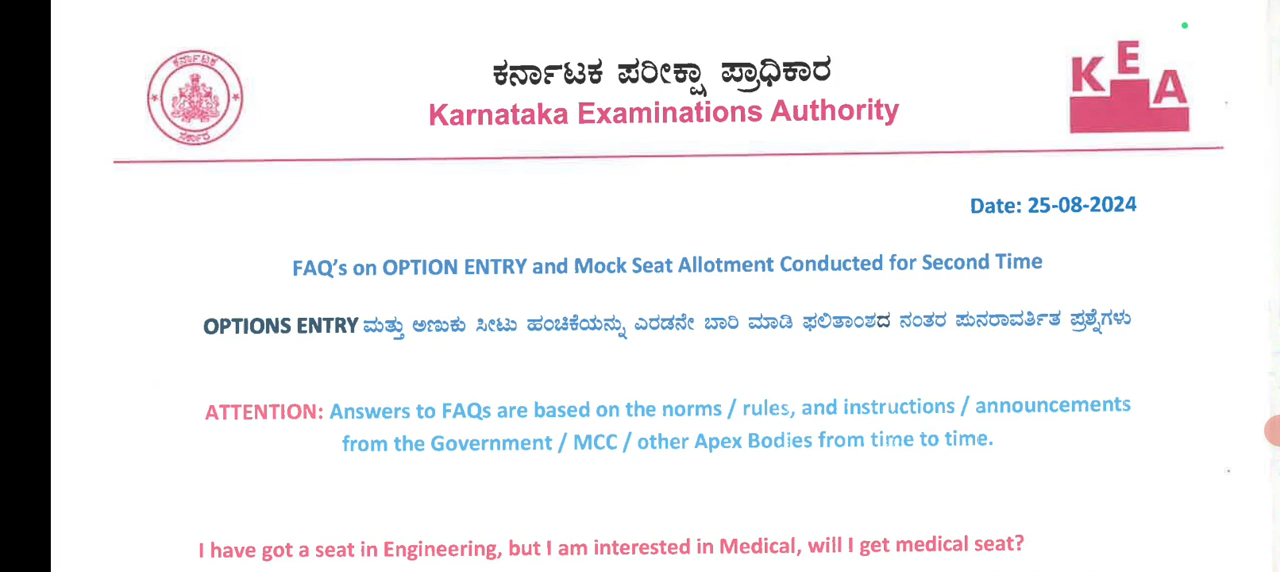 ಕರ್ನಾಟಕ
ಸರ್ಕಾರ
ಕರ್ನಾಟಕ ಪರೀಕ್ಷಾ ಪ್ರಾಧಿಕಾರ
Karnataka Examinations Authority
KEA
Date: 25-08-2024
FAQ's on OPTION ENTRY and Mock Seat Allotment Conducted for Second Time
OPTIONS ENTRY ಮತ್ತು ಅಣುಕು ಸೀಟು ಹಂಚಿಕೆಯನ್ನು ಎರಡನೇ ಬಾರಿ ಮಾಡಿ ಫಲಿತಾಂಶದ ನಂತರ ಪುನರಾವರ್ತಿತ ಪ್ರಶ್ನೆಗಳು
ATTENTION: Answers to FAQs are based on the norms / rules, and instructions / announcements
from the Government / MCC / other Apex Bodies from time to time.
I have got a seat in Engineering, but I am interested in Medical, will I get medical seat?